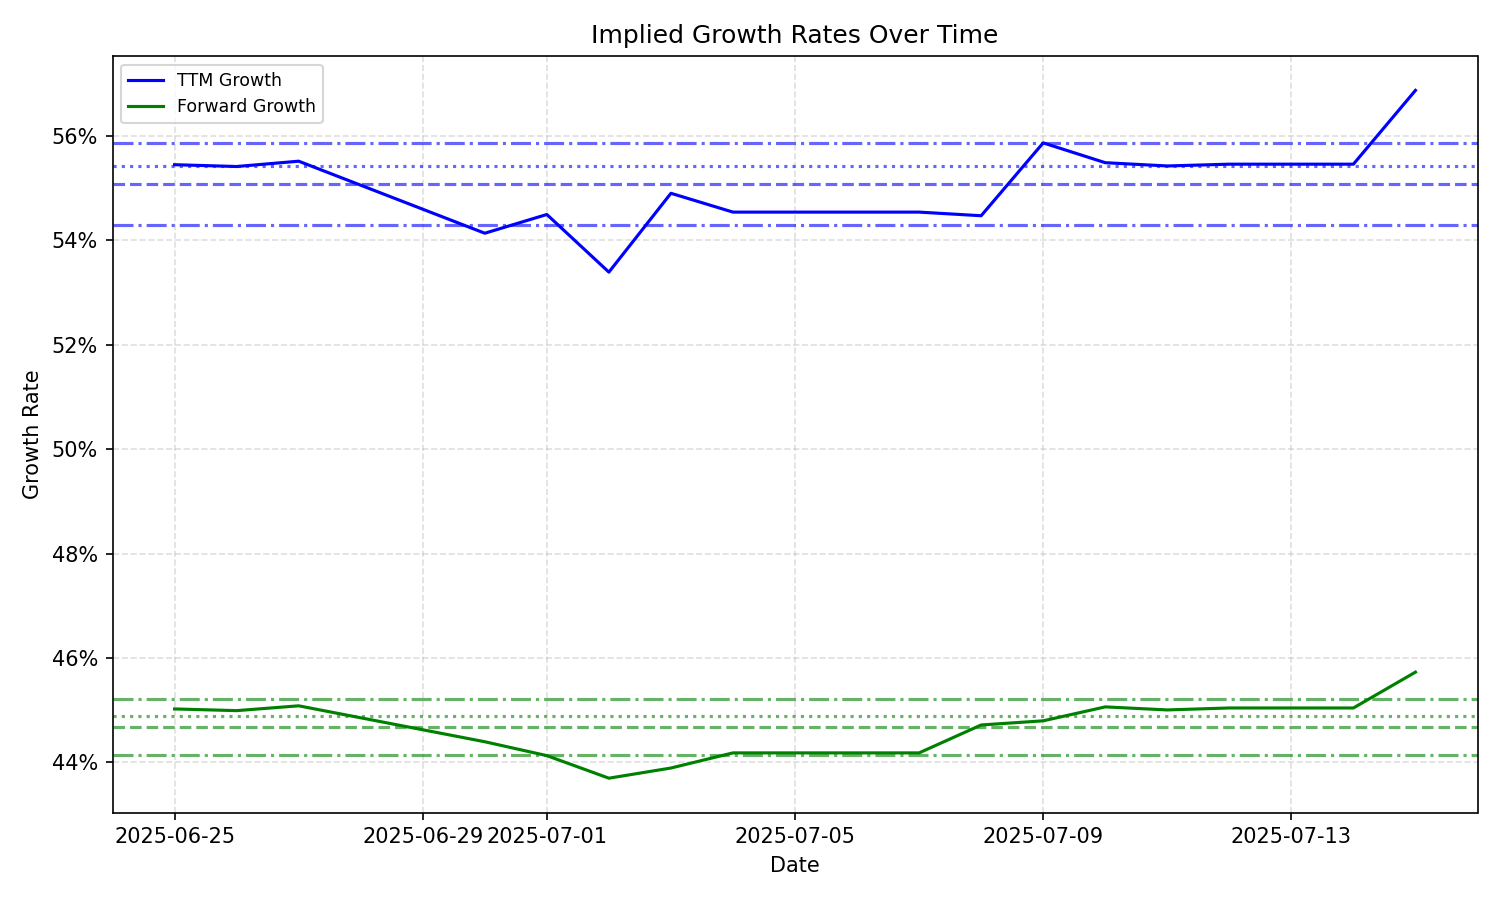 Implied Growth Rates Over Time
TTM Growth
Forward Growth
56%
54%
52%
50%
48%
46%
44%
Growth Rate
2025-06-25 2025-06-29 2025-07-01 2025-07-05 2025-07-09 2025-07-13
Date